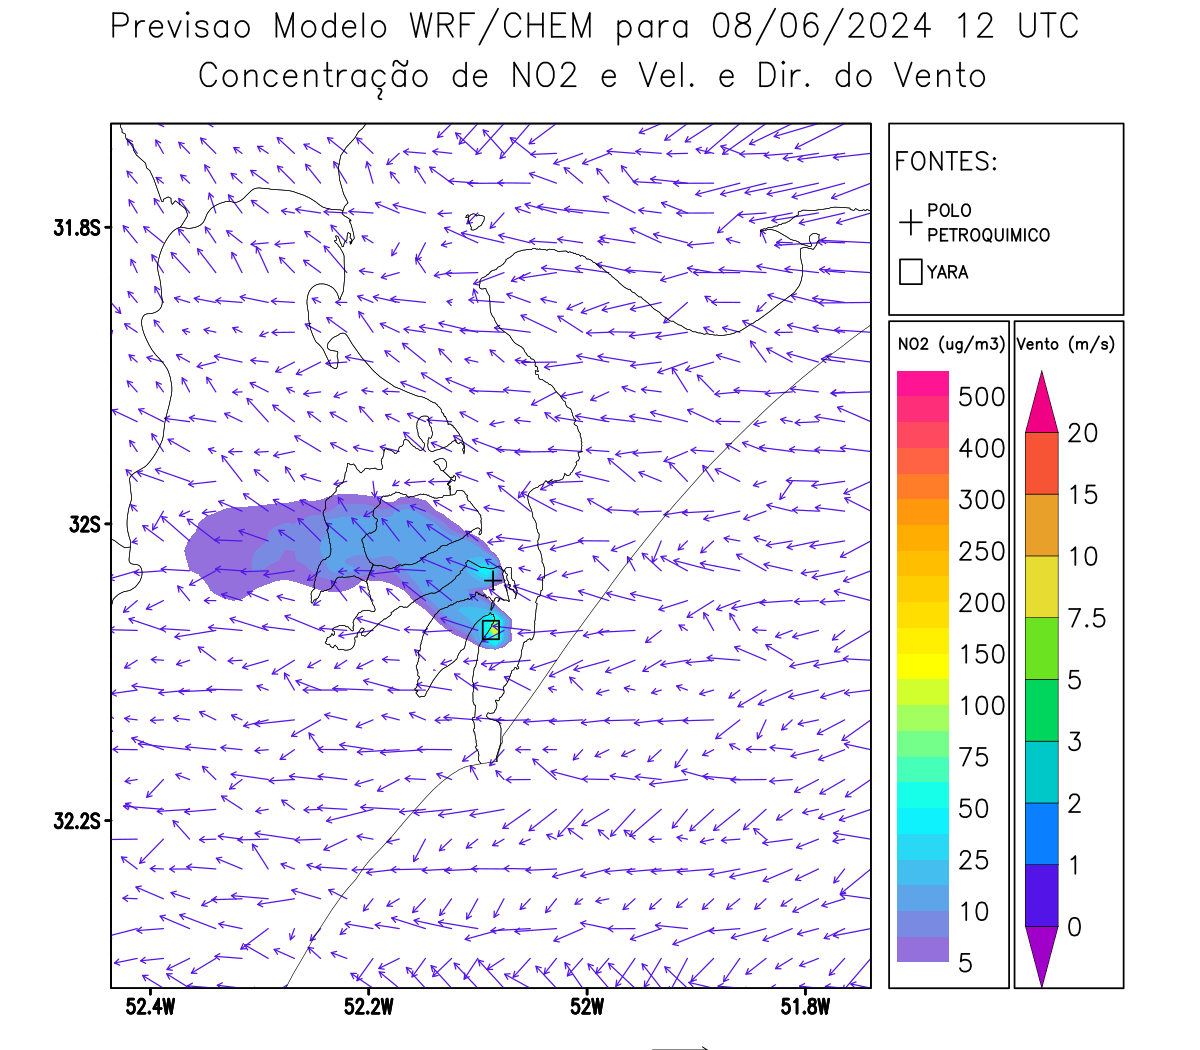 Previsao Modelo WRF/CHEM para 08/06/2024 12 UTC
Concentração de NO2 e Vel. e Dir. do Vento
FONTES:
POLO
PETROQUIMICO
YARA
NO2 (ug/m3)
500
400
300
250
200
150
100
75
50
25
10
5
Vento (m/s)
20
15
10
7.5
5
3
2
1
0
31.8S
32S
32.2S
52.4W
52.2W
52W
51.8W